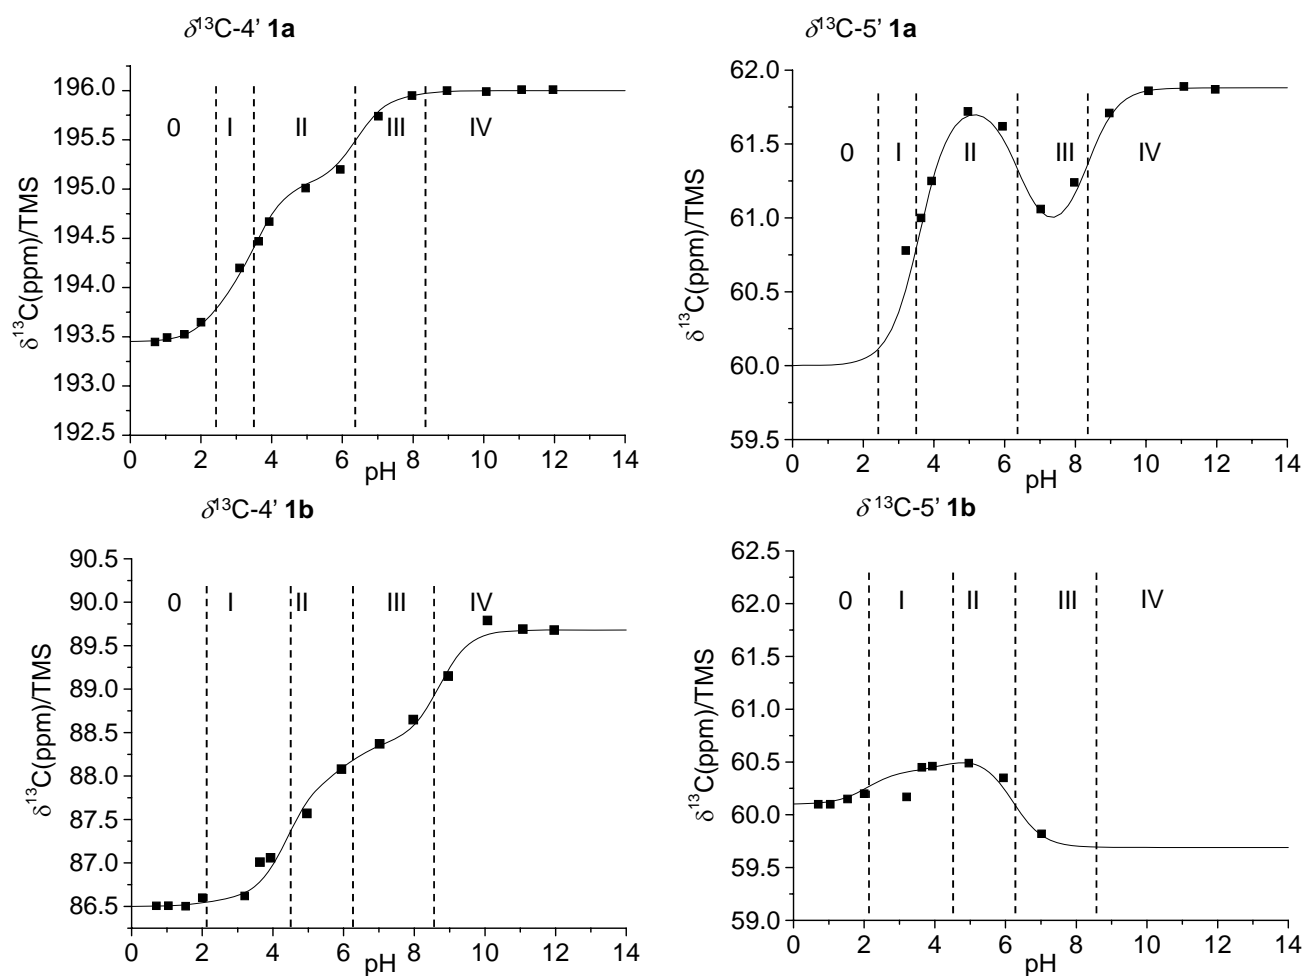 δ¹³C-4’ 1a
196.0
195.5
195.0
194.5
194.0
193.5
193.0
192.5
δ¹³C(ppm)/TMS
0 I II III IV
0 2 4 6 8 10 12 14
pH
δ¹³C-5’ 1a
62.0
61.5
61.0
60.5
60.0
59.5
δ¹³C(ppm)/TMS
0 I II III IV
0 2 4 6 8 10 12 14
pH
δ¹³C-4’ 1b
90.5
90.0
89.5
89.0
88.5
88.0
87.5
87.0
86.5
δ¹³C(ppm)/TMS
0 I II III IV
0 2 4 6 8 10 12 14
pH
δ ¹³C-5’ 1b
62.5
62.0
61.5
61.0
60.5
60.0
59.5
59.0
δ¹³C(ppm)/TMS
0 I II III IV
0 2 4 6 8 10 12 14
pH